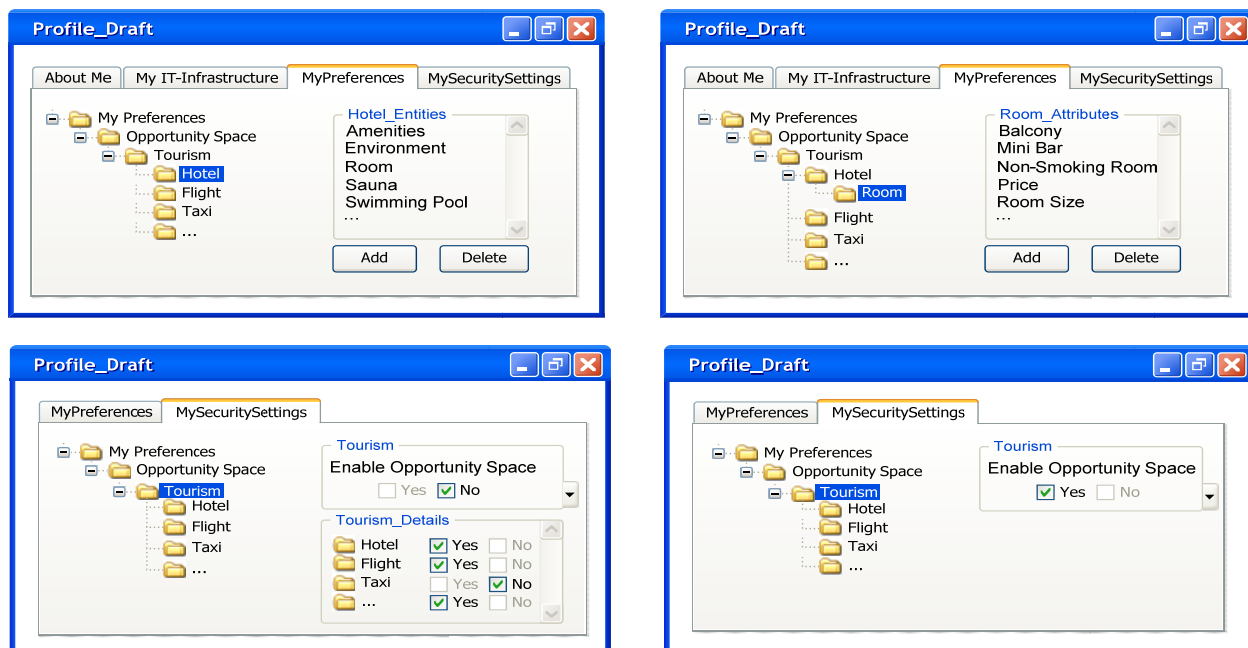 Profile_Draft
About Me My IT-Infrastructure MyPreferences MySecuritySettings
My Preferences
Opportunity Space
Tourism
Hotel
Flight
Taxi
...
Hotel_Entities
Amenities
Environment
Room
Sauna
Swimming Pool
...
Add Delete
Profile_Draft
About Me My IT-Infrastructure MyPreferences MySecuritySettings
My Preferences
Opportunity Space
Tourism
Hotel
Room
Flight
Taxi
...
Room_Attributes
Balcony
Mini Bar
Non-Smoking Room
Price
Room Size
...
Add Delete
Profile_Draft
MyPreferences MySecuritySettings
My Preferences
Opportunity Space
Tourism
Hotel
Flight
Taxi
...
Tourism
Enable Opportunity Space
Yes No
Tourism_Details
Hotel Yes No
Flight Yes No
Taxi Yes No
... Yes No
Profile_Draft
MyPreferences MySecuritySettings
My Preferences
Opportunity Space
Tourism
Hotel
Flight
Taxi
...
Tourism
Enable Opportunity Space
Yes No